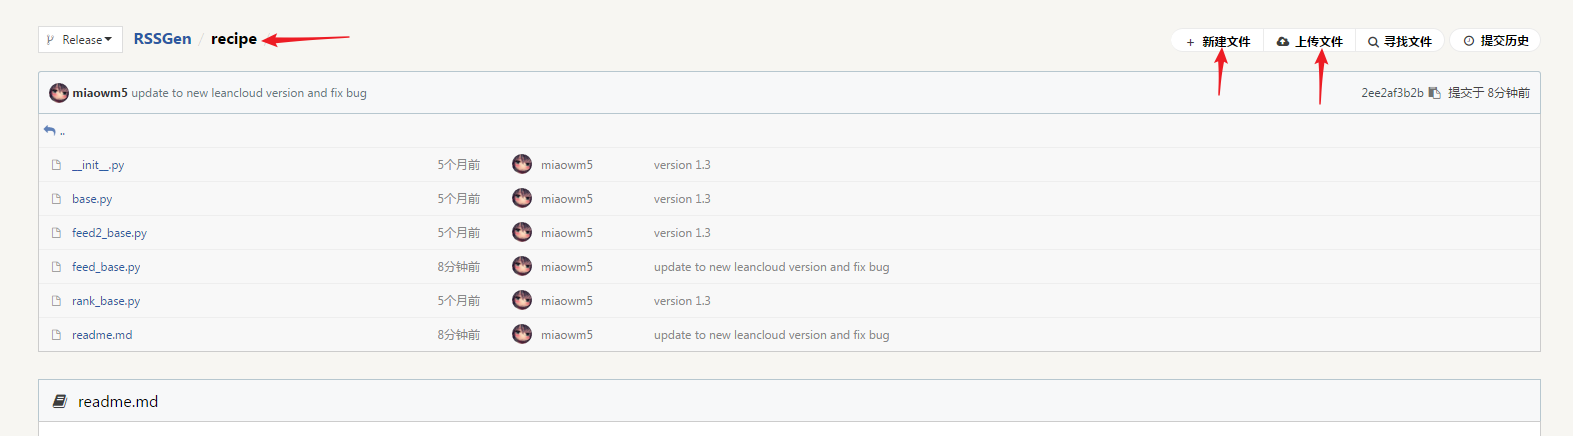 Release RSSGen / recipe + 新建文件 上传文件 寻找文件 提交历史
miaowm5 update to new leancloud version and fix bug 2ee2af3b2b 提交于 8分钟前
..
__init__.py 5个月前 miaowm5 version 1.3
base.py 5个月前 miaowm5 version 1.3
feed2_base.py 5个月前 miaowm5 version 1.3
feed_base.py 8分钟前 miaowm5 update to new leancloud version and fix bug
rank_base.py 5个月前 miaowm5 version 1.3
readme.md 8分钟前 miaowm5 update to new leancloud version and fix bug
readme.md